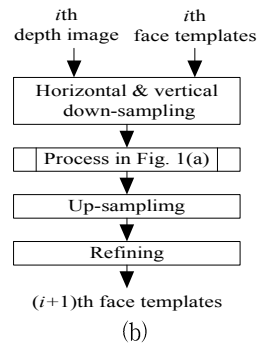 ith ith
depth image face templates
Horizontal & vertical
down-sampling
Process in Fig. 1(a)
Up-samplimg
Refining
(i+1)th face templates
(b)